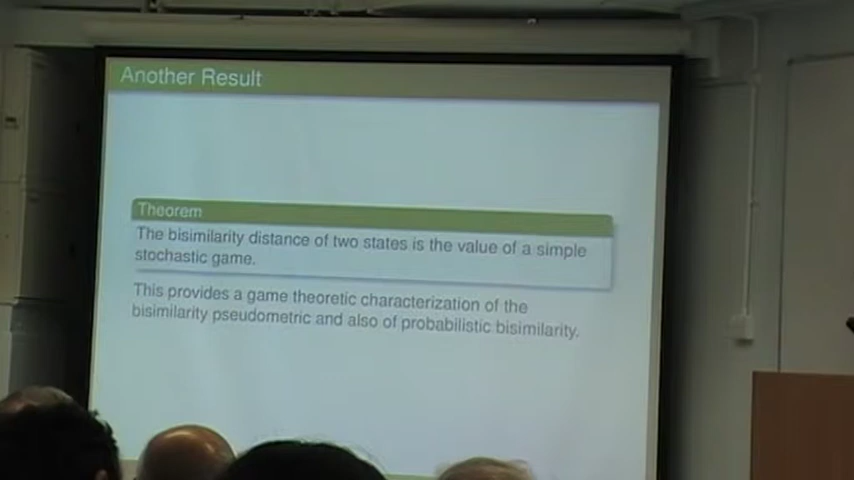 Another Result
Theorem
The bisimilarity distance of two states is the value of a simple
stochastic game.
This provides a game theoretic characterization of the
bisimilarity pseudometric and also of probabilistic bisimilarity.